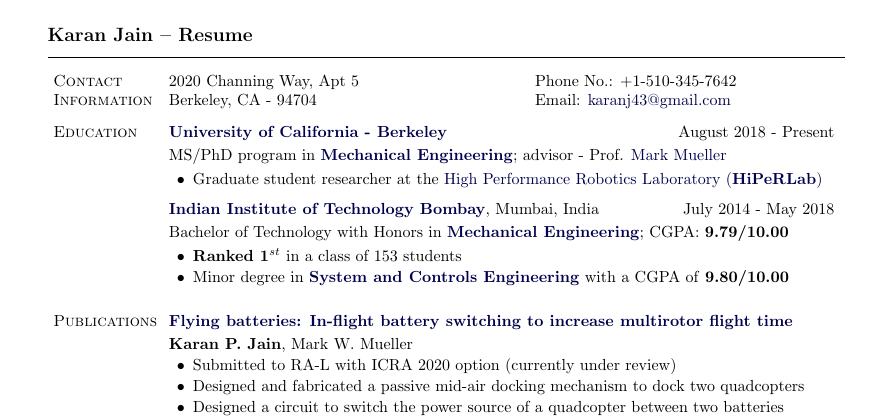 Karan Jain – Resume
Contact Information
2020 Channing Way, Apt 5
Berkeley, CA - 94704
Phone No.: +1-510-345-7642
Email: karanj43@gmail.com
Education
University of California - Berkeley August 2018 - Present
MS/PhD program in Mechanical Engineering; advisor - Prof. Mark Mueller
• Graduate student researcher at the High Performance Robotics Laboratory (HiPeRLab)
Indian Institute of Technology Bombay, Mumbai, India July 2014 - May 2018
Bachelor of Technology with Honors in Mechanical Engineering; CGPA: 9.79/10.00
• Ranked 1st in a class of 153 students
• Minor degree in System and Controls Engineering with a CGPA of 9.80/10.00
Publications
Flying batteries: In-flight battery switching to increase multirotor flight time
Karan P. Jain, Mark W. Mueller
• Submitted to RA-L with ICRA 2020 option (currently under review)
• Designed and fabricated a passive mid-air docking mechanism to dock two quadcopters
• Designed a circuit to switch the power source of a quadcopter between two batteries